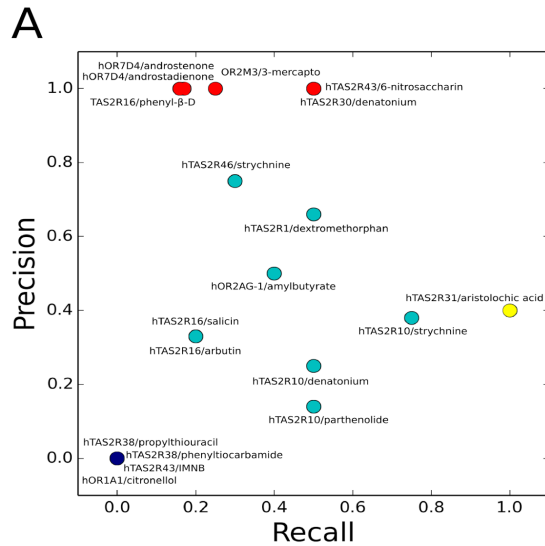 A
hOR7D4/androstenone
OR2M3/3-mercapto
hOR7D4/androstadienone
hTAS2R43/6-nitrosaccharin
TAS2R16/phenyl-β-D
hTAS2R30/denatonium
hTAS2R46/strychnine
hTAS2R1/dextromethorphan
hOR2AG-1/amylbutyrate
hTAS2R31/aristolochic acid
hTAS2R16/salicin
hTAS2R10/strychnine
hTAS2R16/arbutin
hTAS2R10/denatonium
hTAS2R10/parthenolide
hTAS2R38/propylthiouracil
hTAS2R38/phenyltiocarbamide
hTAS2R43/IMNB
hOR1A1/citronellol
1.0
0.8
0.6
0.4
0.2
0.0
Precision
0.0 0.2 0.4 0.6 0.8 1.0
Recall